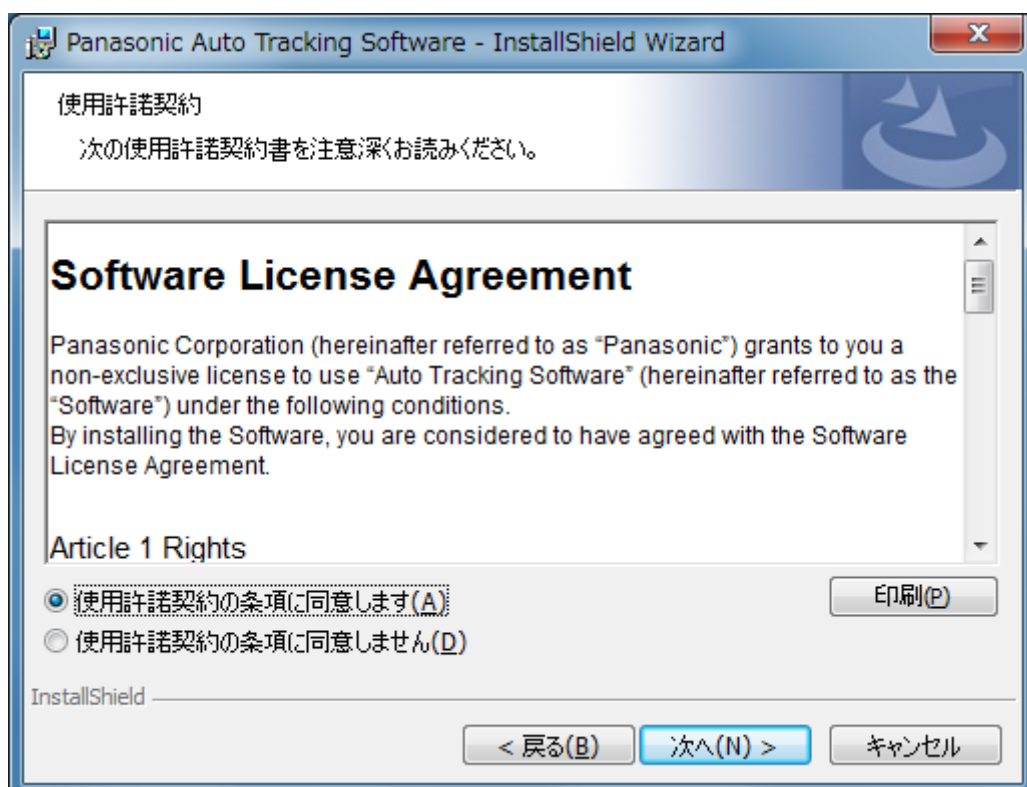 Panasonic Auto Tracking Software - InstallShield Wizard
使用許諾契約
次の使用許諾契約書を注意深くお読みください。
Software License Agreement
Panasonic Corporation (hereinafter referred to as “Panasonic”) grants to you a
non-exclusive license to use “Auto Tracking Software” (hereinafter referred to as the
“Software”) under the following conditions.
By installing the Software, you are considered to have agreed with the Software
License Agreement.
Article 1 Rights
使用許諾契約の条項に同意します(A)
印刷(P)
使用許諾契約の条項に同意しません(D)
InstallShield
< 戻る(B)
次へ(N) >
キャンセル